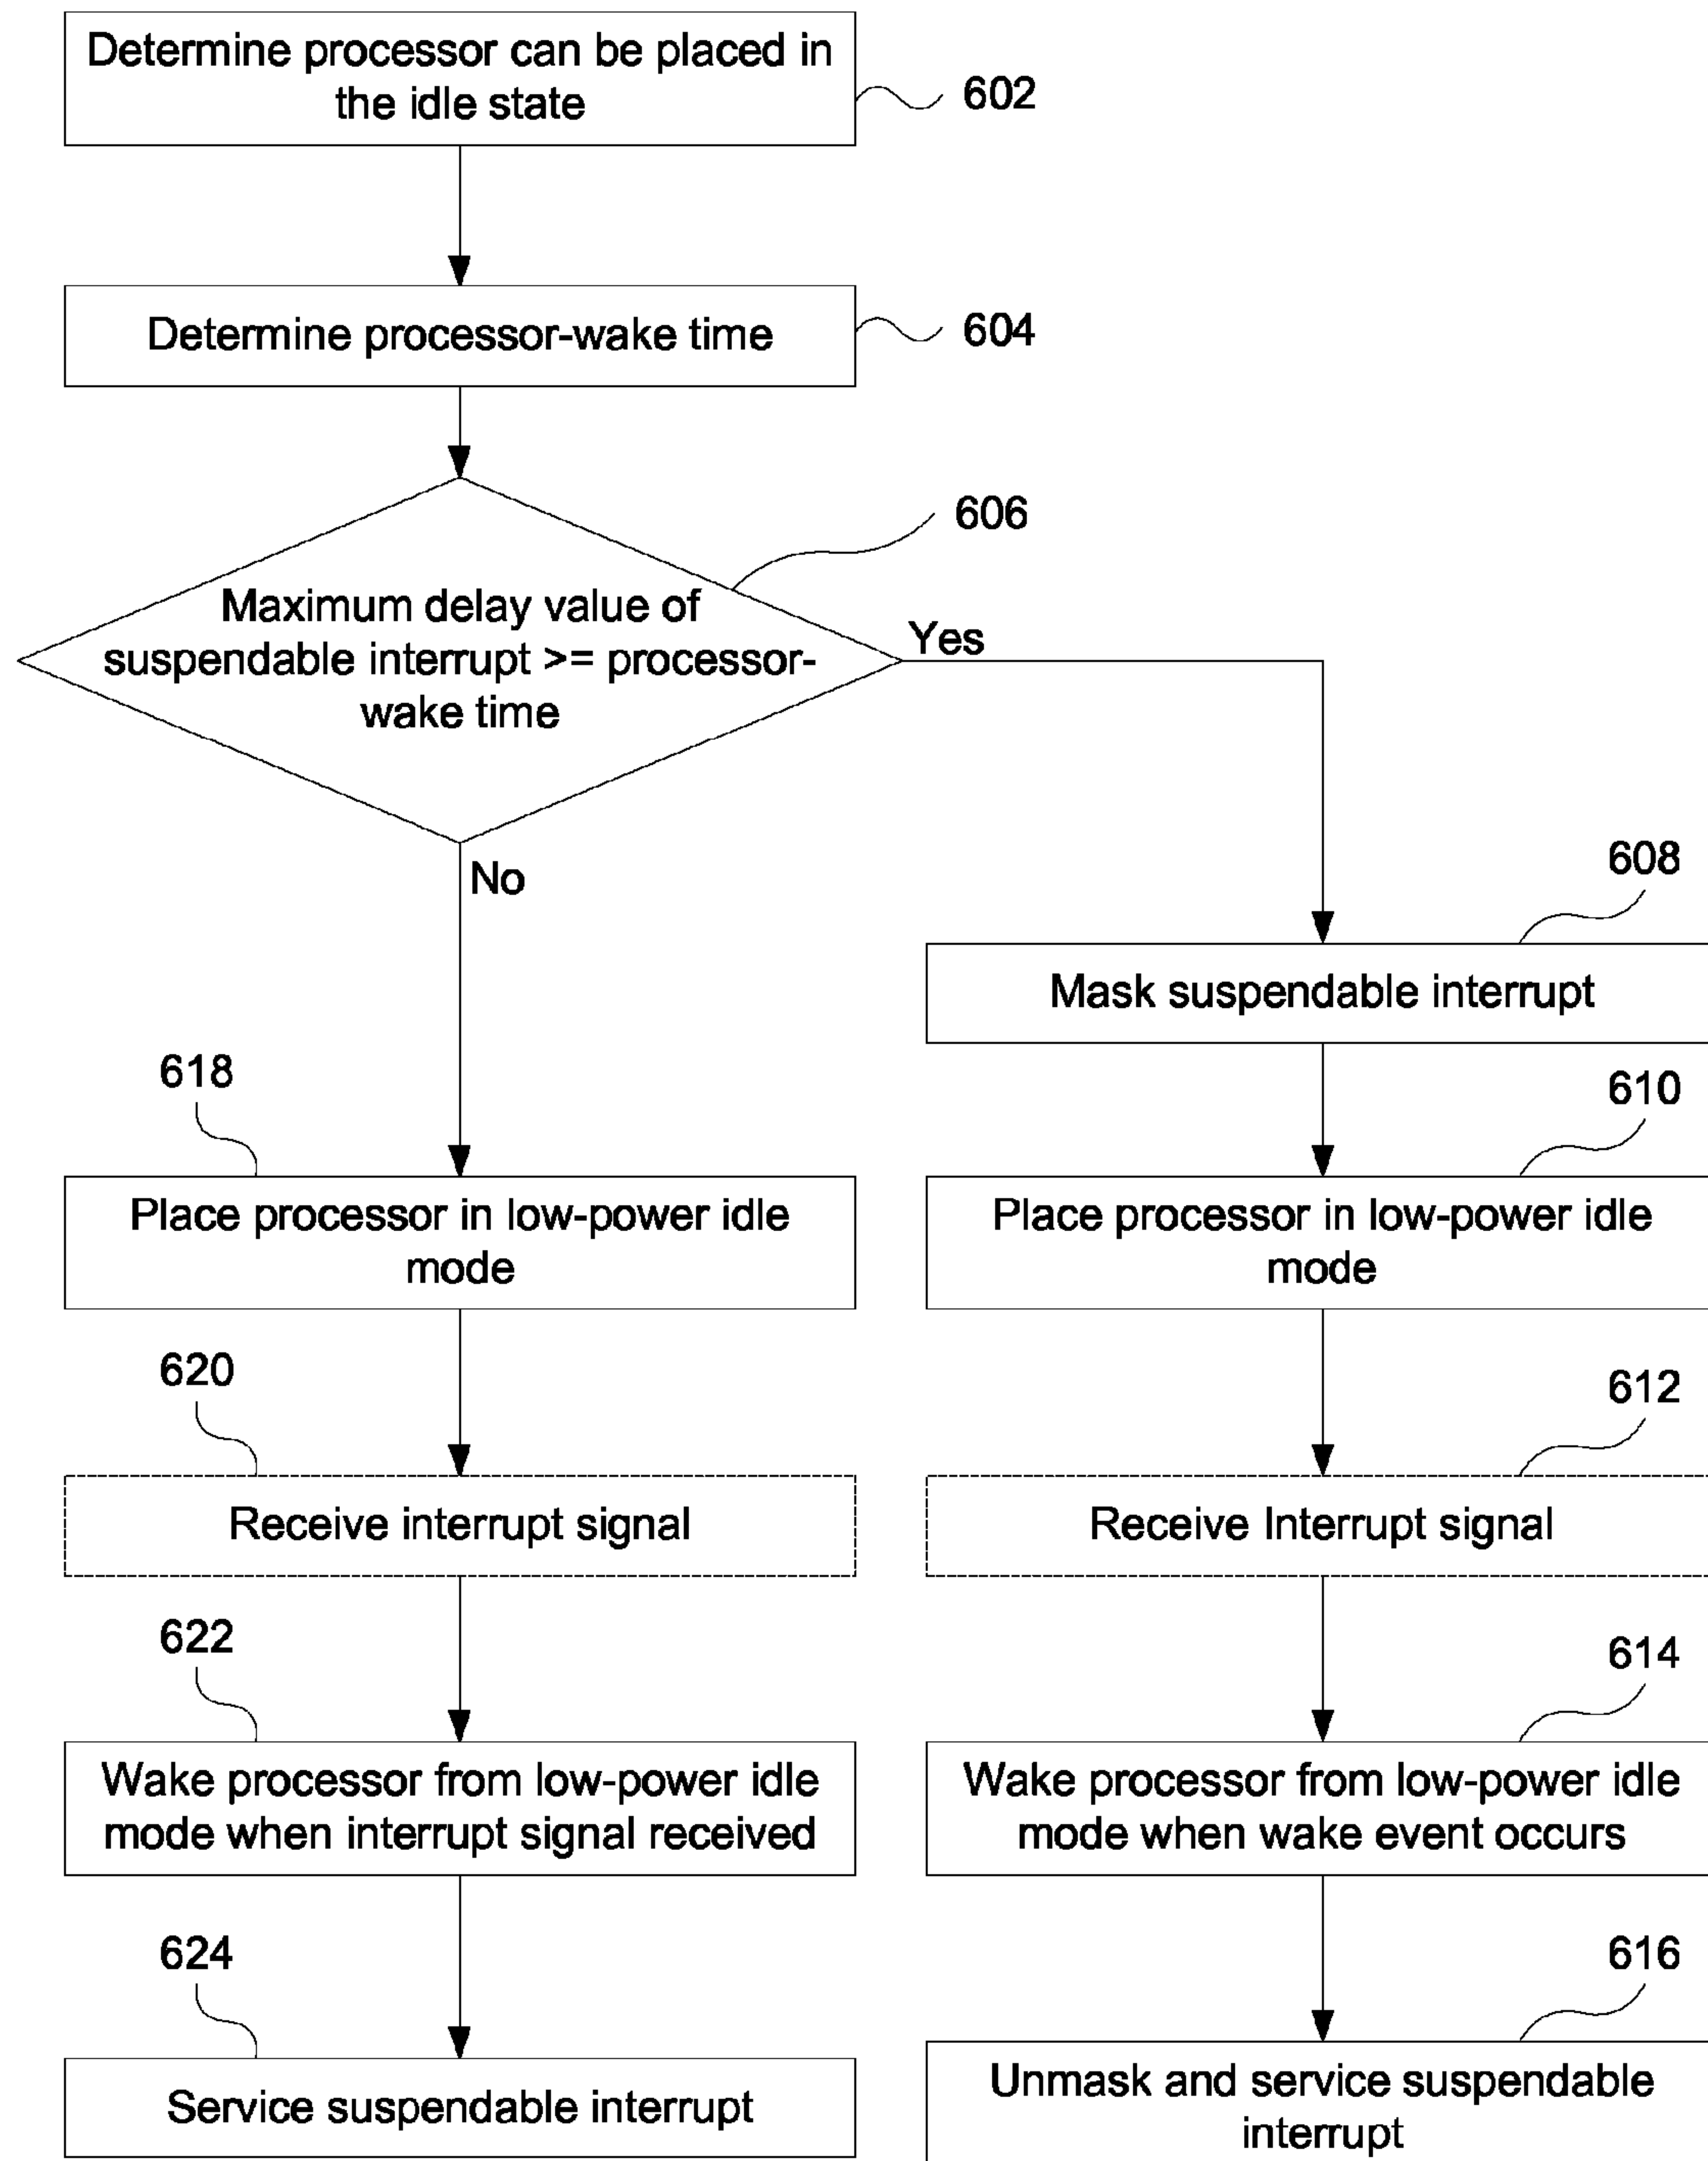 Determine processor can be placed in
the idle state
602
Determine processor-wake time
604
606
Maximum delay value of
suspendable interrupt >= processor-
wake time
Yes
No
608
Mask suspendable interrupt
618
610
Place processor in low-power idle
mode
Place processor in low-power idle
mode
620
612
Receive interrupt signal
Receive Interrupt signal
622
614
Wake processor from low-power idle
mode when interrupt signal received
Wake processor from low-power idle
mode when wake event occurs
624
616
Service suspendable interrupt
Unmask and service suspendable
interrupt